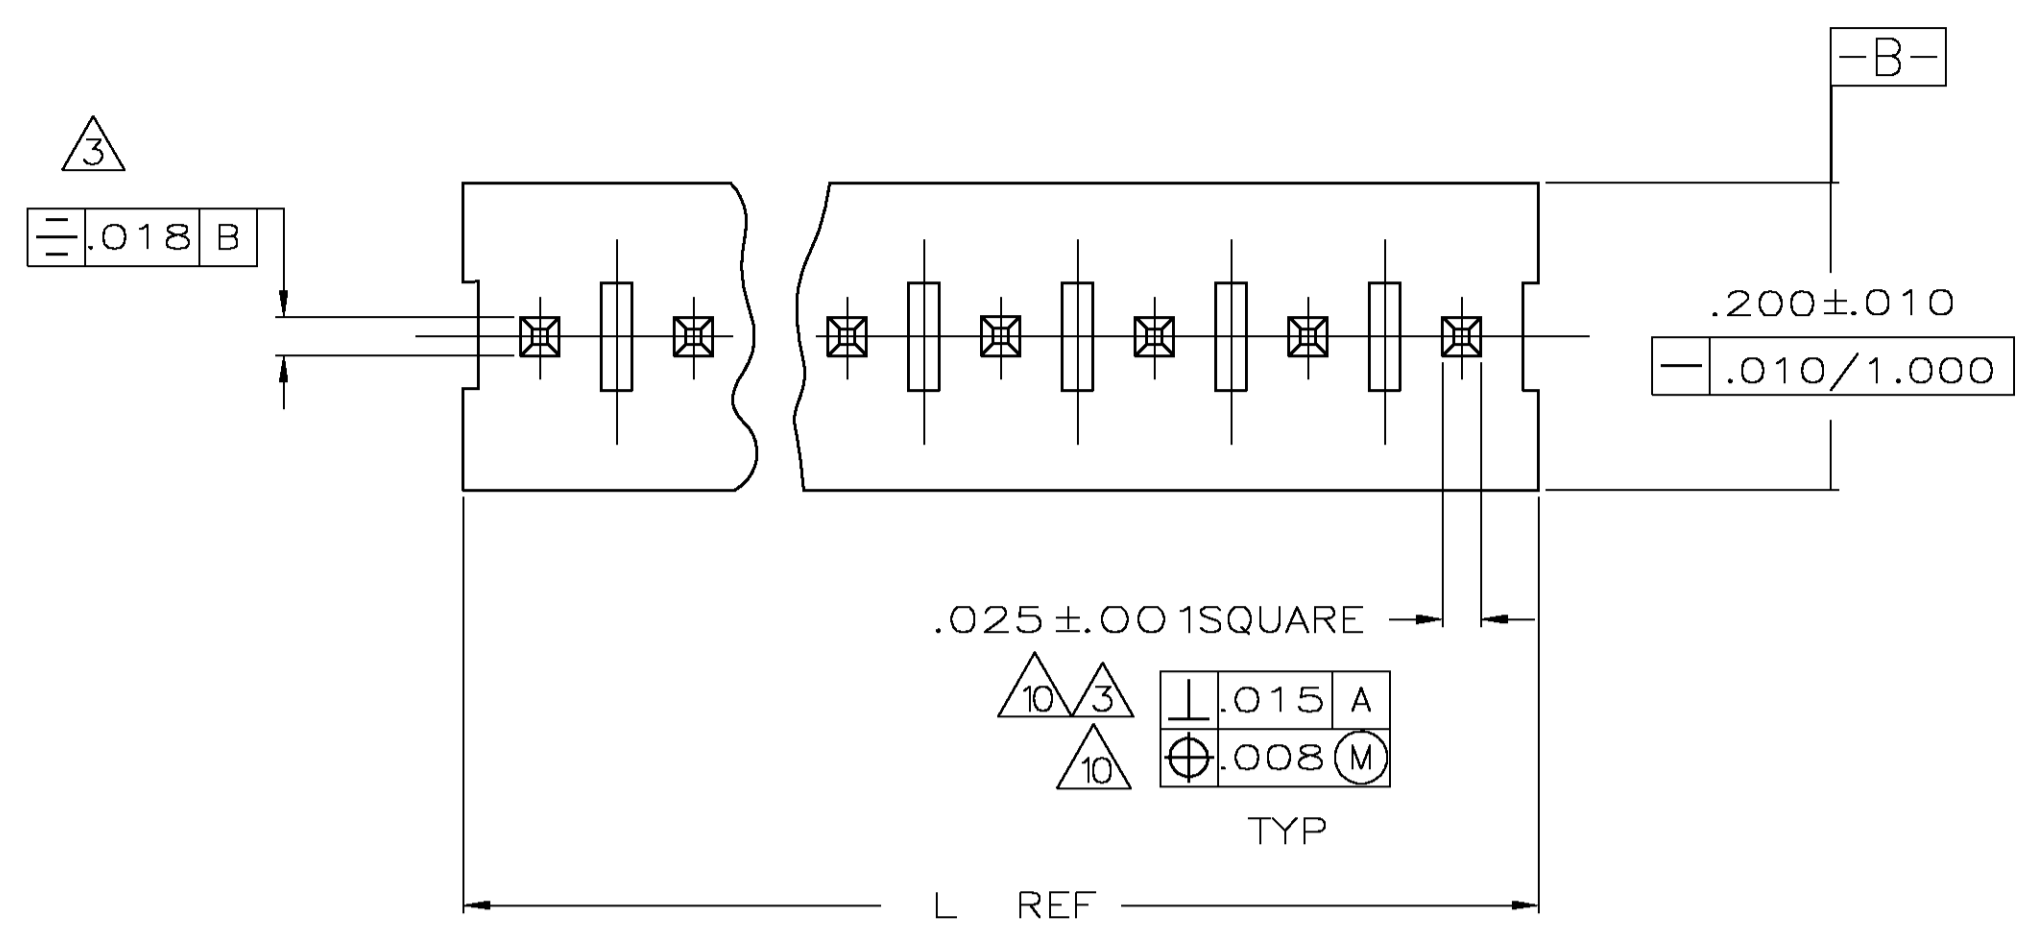 -B-
3
.018 B
.200±.010
.010/1.000
.025±.001SQUARE
10 3 .015 A
10 .008 M
TYP
L REF